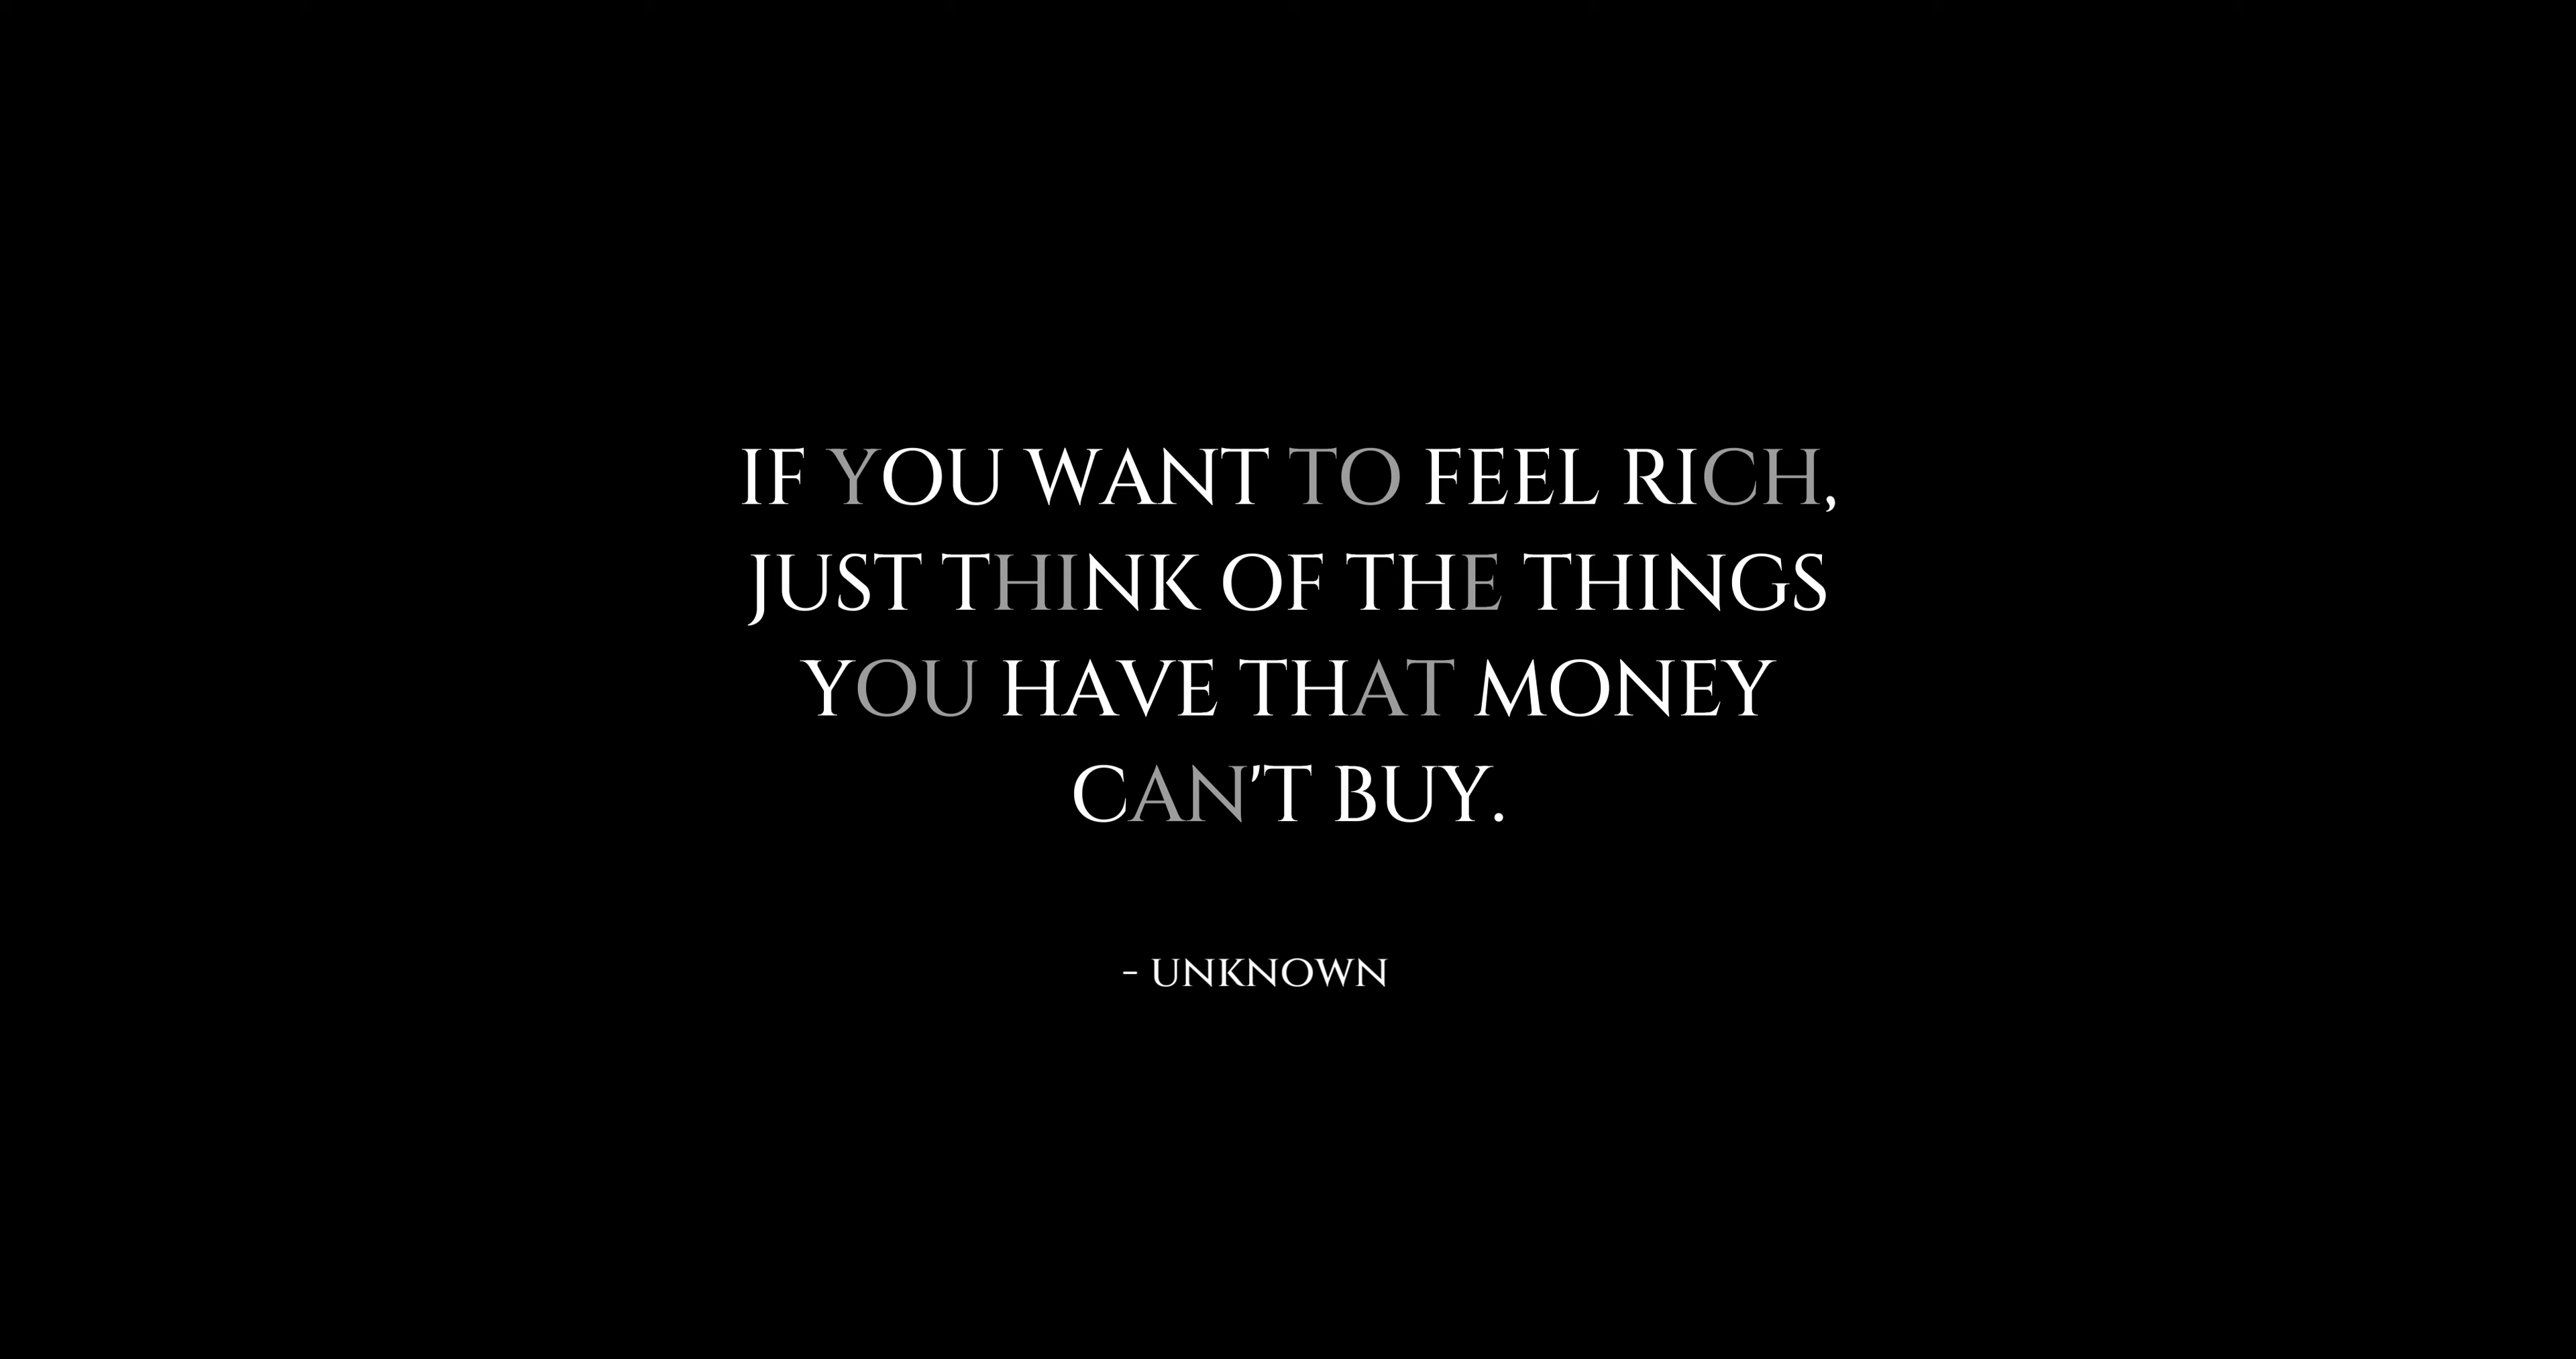 IF YOU WANT TO FEEL RICH,
JUST THINK OF THE THINGS
YOU HAVE THAT MONEY
CAN'T BUY.
- UNKNOWN